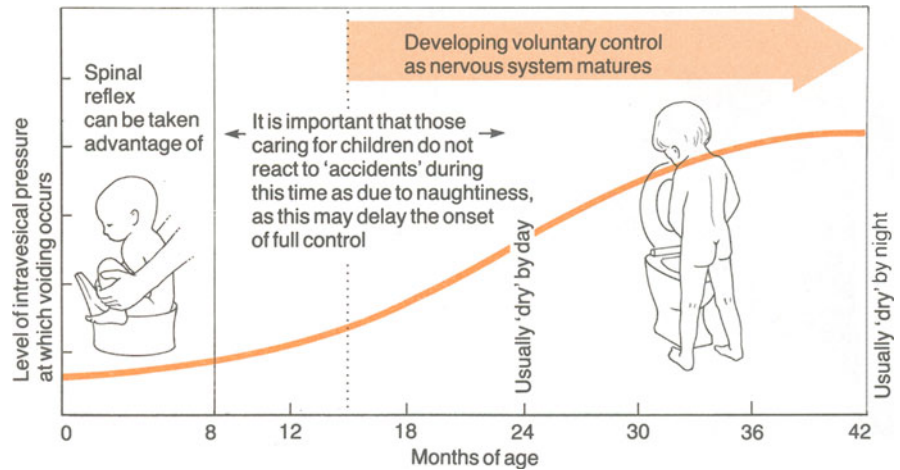 Developing voluntary control
as nervous system matures
Spinal
reflex
can be taken
advantage of
It is important that those
caring for children do not
react to ‘accidents’ during
this time as due to naughtiness,
as this may delay the onset
of full control
Level of intravesical pressure
at which voiding occurs
Usually ‘dry’ by day
Usually ‘dry’ by night
0 8 12 18 24 30 36 42
Months of age